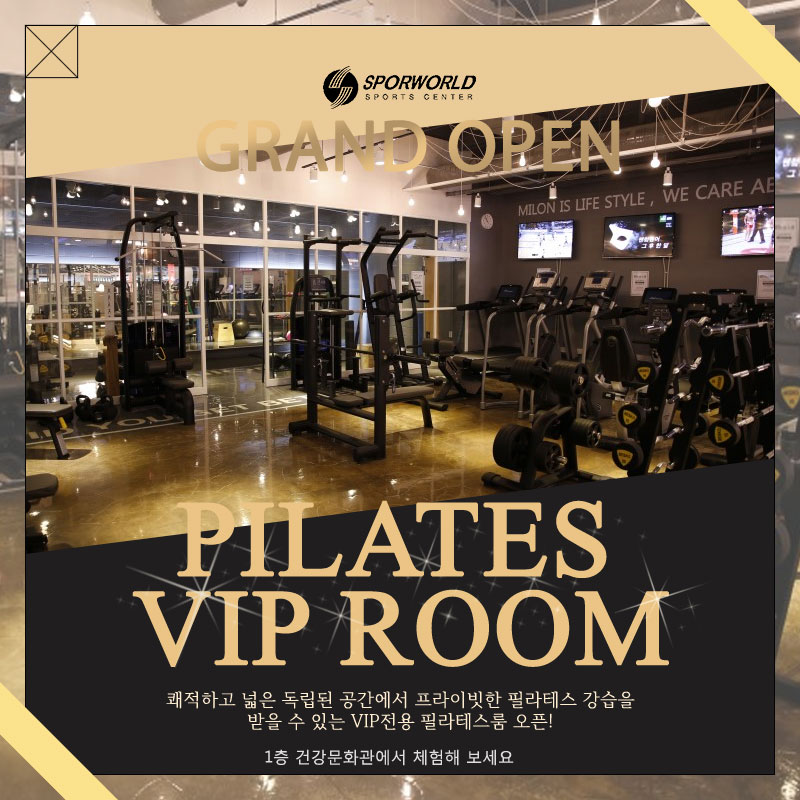 SPORWORLD
SPORTS CENTER
GRAND OPEN
MILON IS LIFE STYLE, WE CARE
PILATES
VIP ROOM
쾌적하고 넓은 독립된 공간에서 프라이빗한 필라테스 강습을
받을 수 있는 VIP전용 필라테스룸 오픈!
1층 건강문화관에서 체험해 보세요